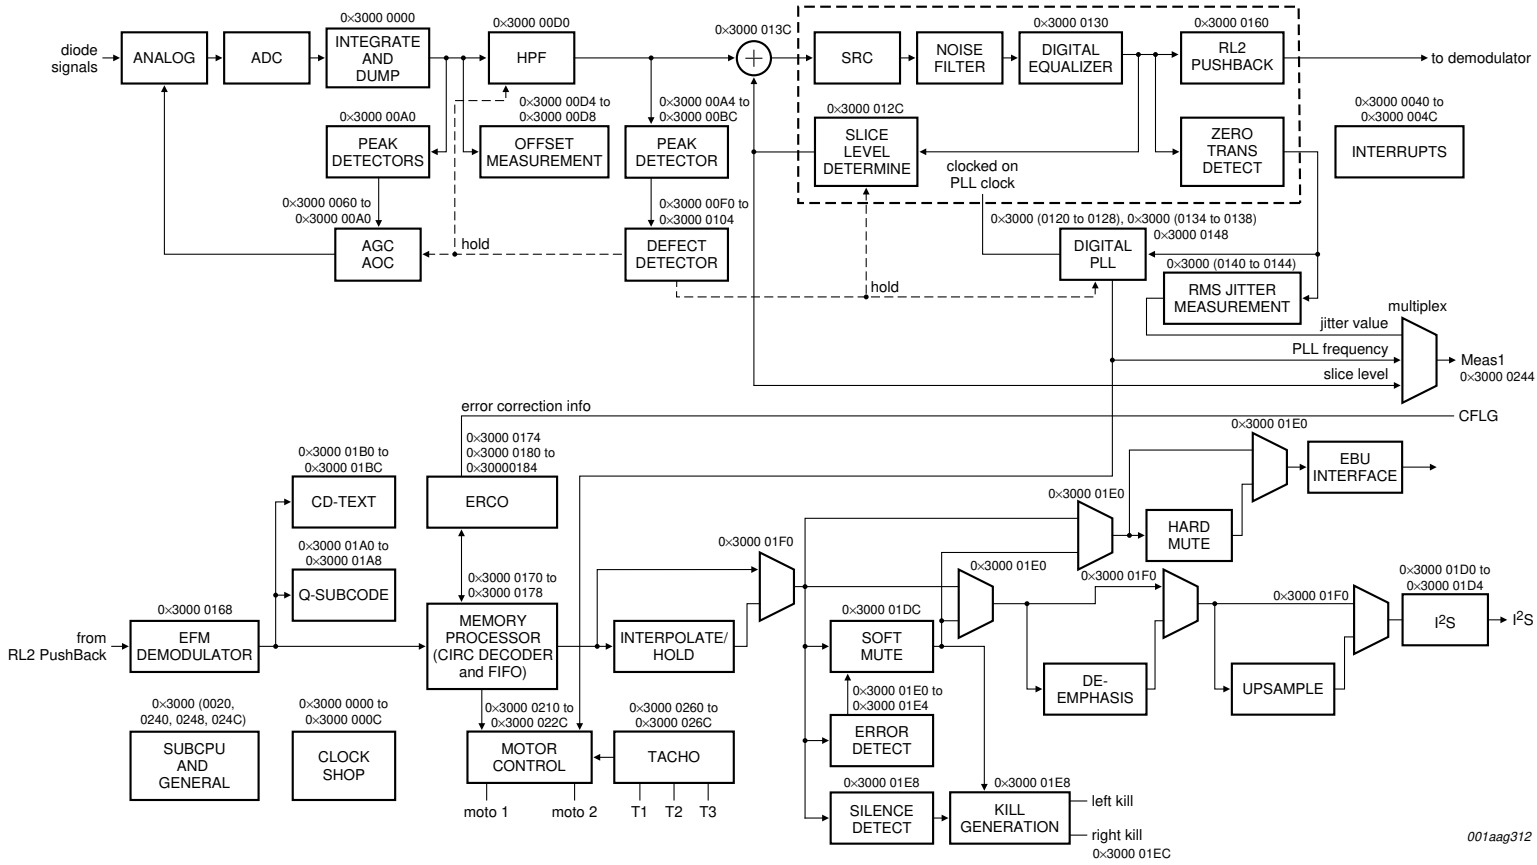 0×3000 0000
0×3000 00D0
0×3000 013C
0×3000 0130
0×3000 0160
diode
signals
ANALOG
ADC
INTEGRATE
AND
DUMP
HPF
+
SRC
NOISE
FILTER
DIGITAL
EQUALIZER
RL2
PUSHBACK
to demodulator
0×3000 00A0
0×3000 00D4 to
0×3000 00D8
0×3000 00A4 to
0×3000 00BC
0×3000 012C
0×3000 0040 to
0×3000 004C
PEAK
DETECTORS
OFFSET
MEASUREMENT
PEAK
DETECTOR
SLICE
LEVEL
DETERMINE
clocked on
PLL clock
ZERO
TRANS
DETECT
INTERRUPTS
0×3000 0060 to
0×3000 00A0
0×3000 00F0 to
0×3000 0104
0×3000 (0120 to 0128), 0×3000 (0134 to 0138)
0×3000 0148
AGC
AOC
hold
DEFECT
DETECTOR
DIGITAL
PLL
0×3000 (0140 to 0144)
hold
RMS JITTER
MEASUREMENT
multiplex
jitter value
PLL frequency
slice level
Meas1
0×3000 0244
error correction info
CFLG
0×3000 01B0 to
0×3000 01BC
0×3000 0174
0×3000 0180 to
0×30000184
0×3000 01E0
CD-TEXT
ERCO
EBU
INTERFACE
0×3000 01E0
HARD
MUTE
0×3000 01A0 to
0×3000 01A8
0×3000 01F0
Q-SUBCODE
0×3000 0170 to
0×3000 0178
0×3000 01E0
0×3000 01F0
0×3000 01F0
0×3000 01D0 to
0×3000 01D4
0×3000 0168
0×3000 01DC
from
RL2 PushBack
EFM
DEMODULATOR
MEMORY
PROCESSOR
(CIRC DECODER
and FIFO)
INTERPOLATE/
HOLD
SOFT
MUTE
I²S
I²S
DE-
EMPHASIS
UPSAMPLE
0×3000 (0020,
0240, 0248, 024C)
0×3000 0000 to
0×3000 000C
0×3000 0210 to
0×3000 022C
0×3000 0260 to
0×3000 026C
0×3000 01E0 to
0×3000 01E4
SUBCPU
AND
GENERAL
CLOCK
SHOP
MOTOR
CONTROL
TACHO
ERROR
DETECT
0×3000 01E8
0×3000 01E8
moto 1
moto 2
T1
T2
T3
SILENCE
DETECT
KILL
GENERATION
left kill
right kill
0×3000 01EC
001aag312